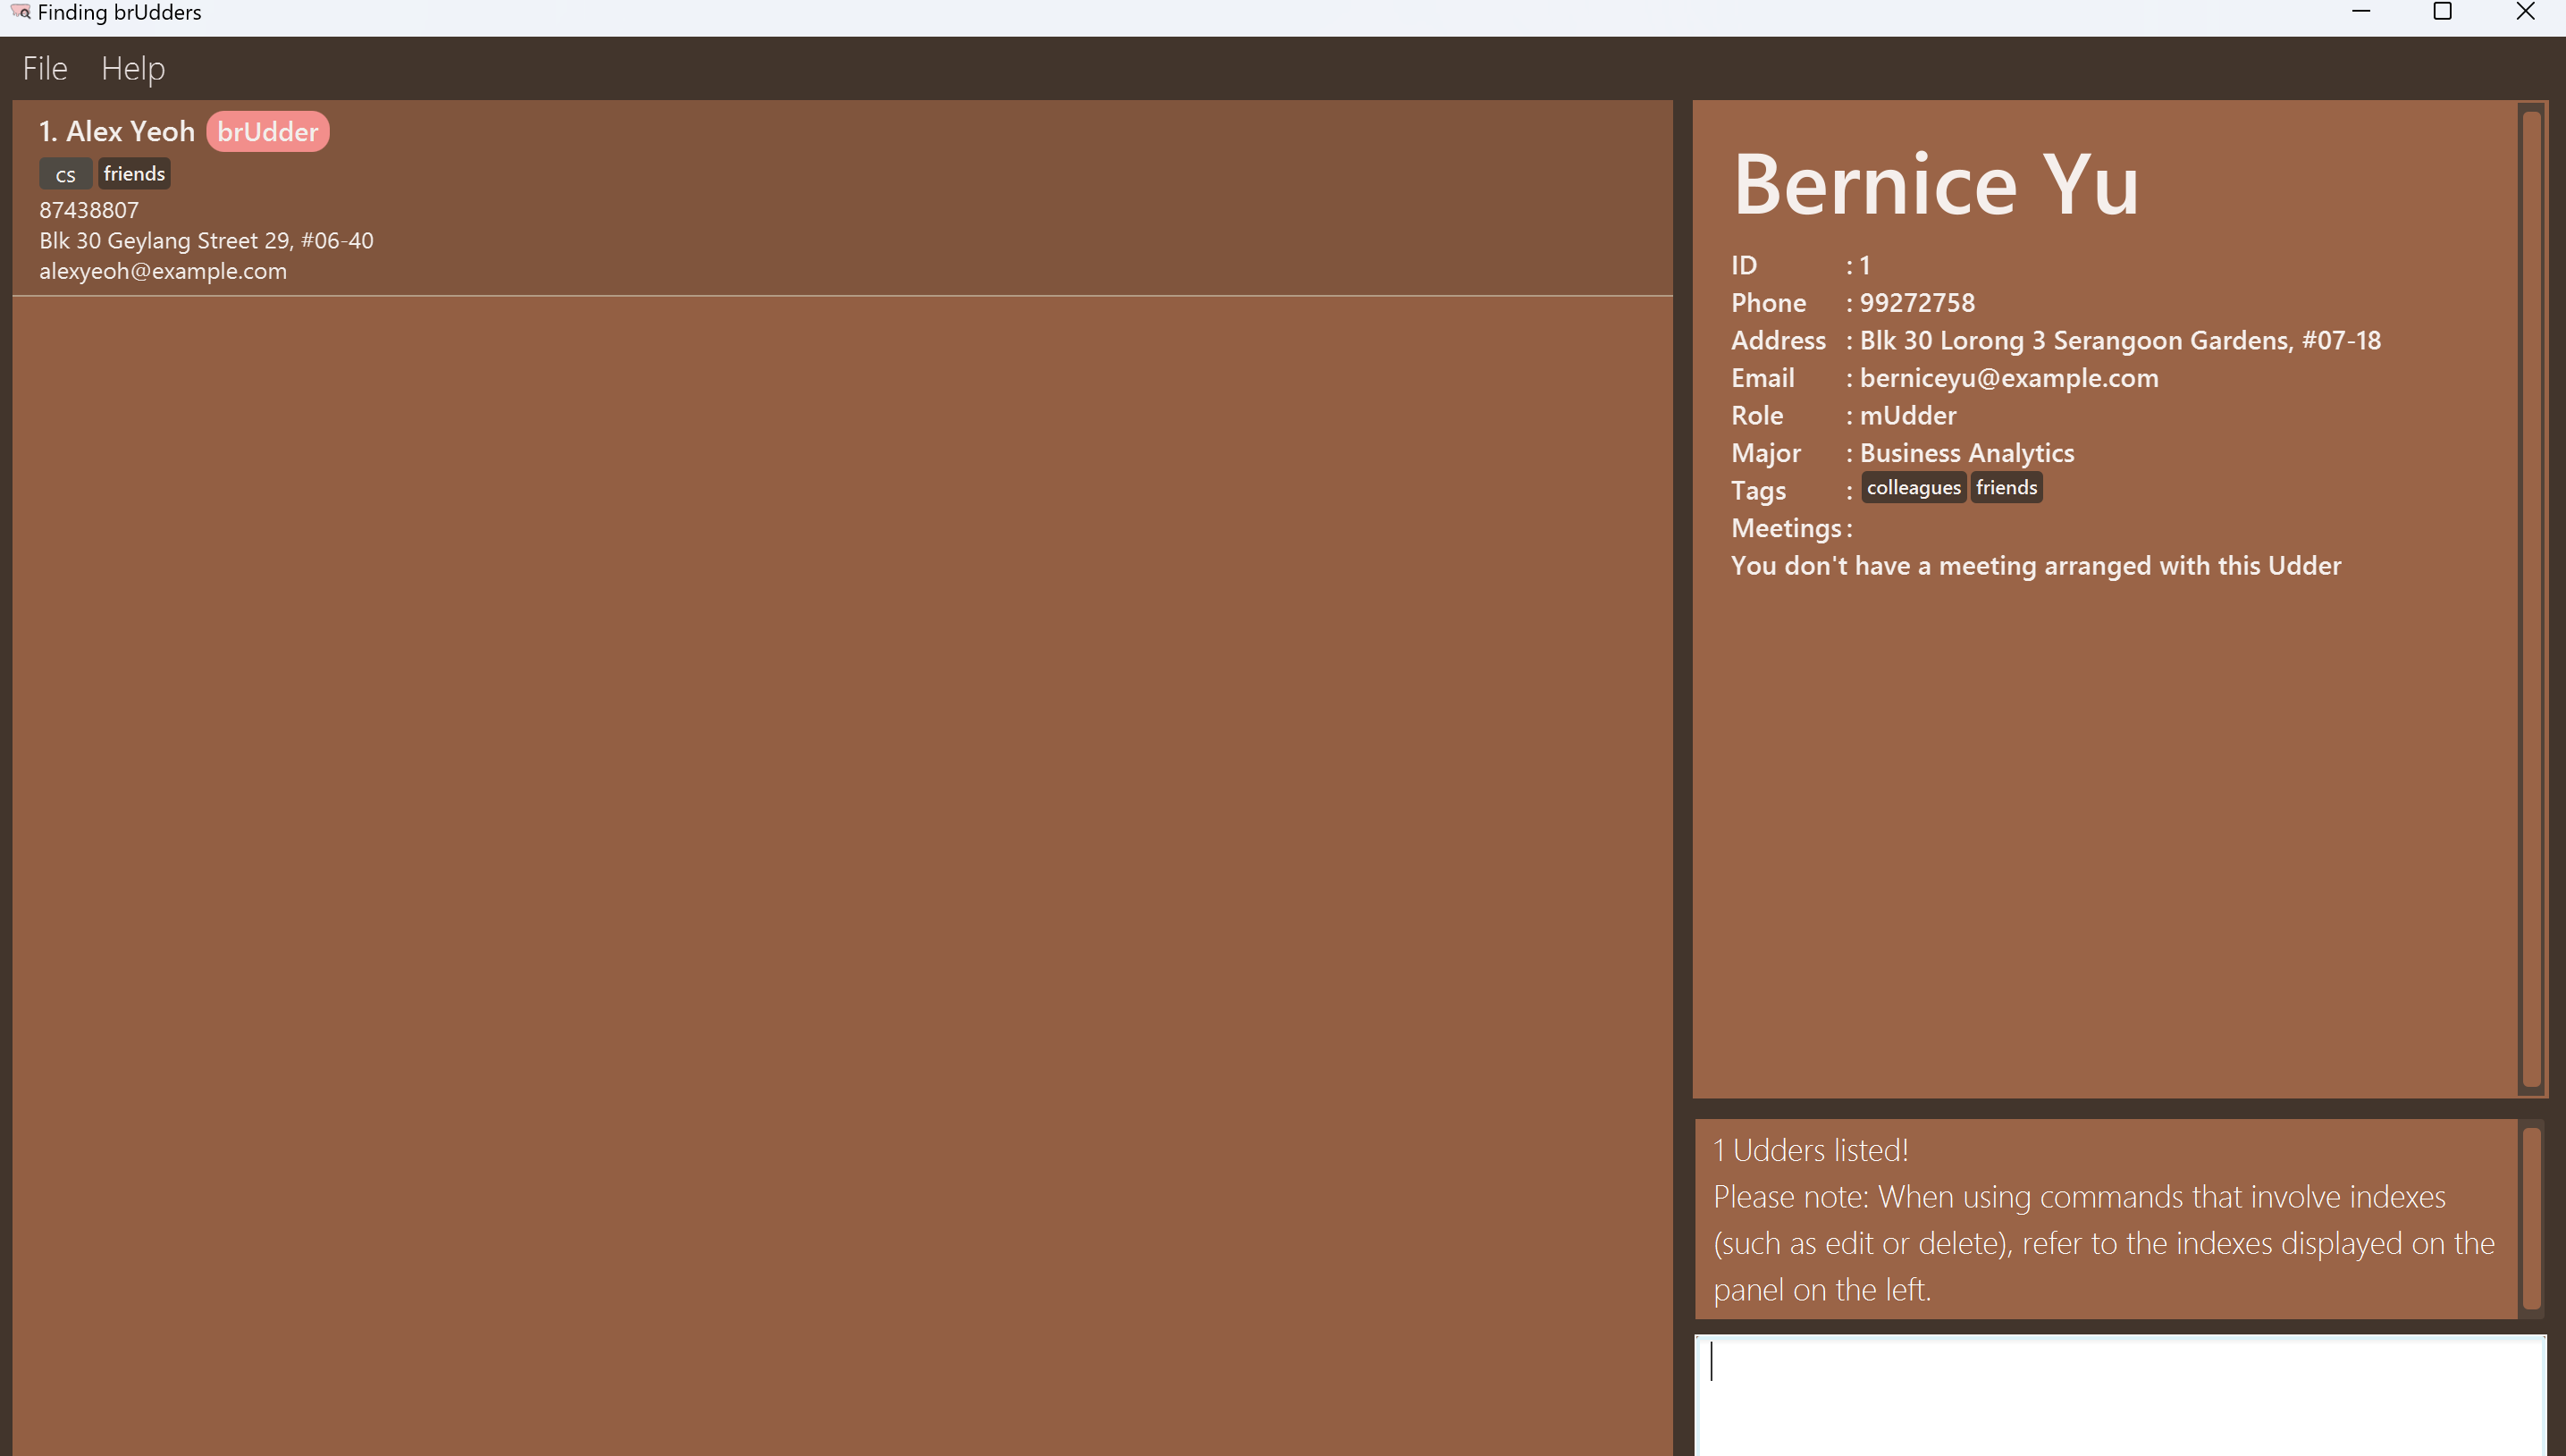 Finding brUdders
File Help
1. Alex Yeoh brUdder
cs friends
87438807
Blk 30 Geylang Street 29, #06-40
alexyeoh@example.com
Bernice Yu
ID : 1
Phone : 99272758
Address : Blk 30 Lorong 3 Serangoon Gardens, #07-18
Email : berniceyu@example.com
Role : mUdder
Major : Business Analytics
Tags : colleagues friends
Meetings :
You don't have a meeting arranged with this Udder
1 Udders listed!
Please note: When using commands that involve indexes
(such as edit or delete), refer to the indexes displayed on the
panel on the left.